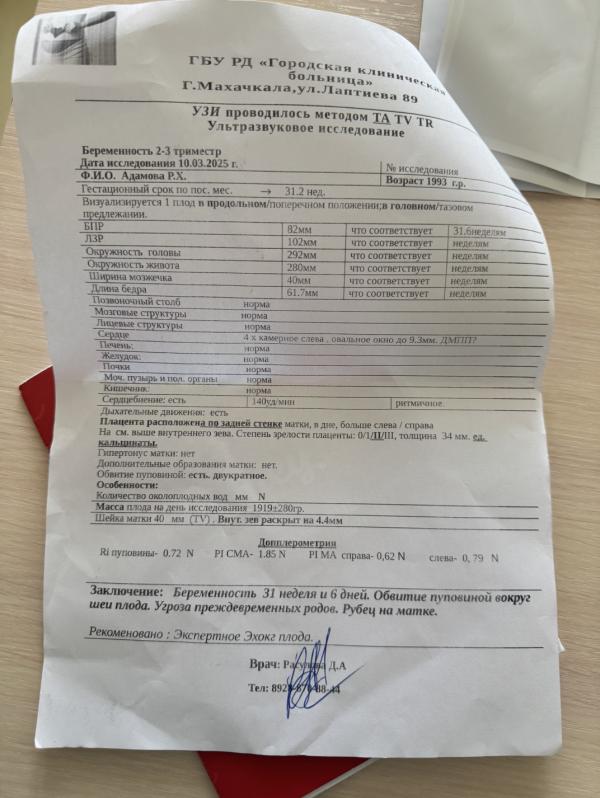 ГБУ РД «Городская клиническая
больница»
Г.Махачкала,ул.Лаптиева 89
УЗИ проводилось методом ТА TV TR
Ультразвуковое исследование
Беременность 2-3 триместр
Дата исследования 10.03.2025 г. № исследования
Ф.И.О. Адамова Р.Х. Возраст 1993 г.р.
Гестационный срок по пос. мес. → 31.2 нед.
Визуализируется 1 плод в продольном/поперечном положении;в головном/тазовом
предлежании.
БПР 82мм что соответствует 31.6неделям
ЛЗР 102мм что соответствует неделям
Окружность головы 292мм что соответствует неделям
Окружность живота 280мм что соответствует неделям
Ширина мозжечка 40мм что соответствует неделям
Длина бедра 61.7мм что соответствует неделям
Позвоночный столб норма
Мозговые структуры норма
Лицевые структуры норма
Сердце 4 х камерное слева , овальное окно до 9.3мм. ДМПП?
Печень: норма
Желудок: норма
Почки норма
Моч. пузырь и пол. органы норма
Кишечник: норма
Сердцебиение: есть 140уд/мин ритмичное.
Дыхательные движения: есть
Плацента расположена по задней стенке матки, в дне, больше слева / справа
На см. выше внутреннего зева. Степень зрелости плаценты: 0/I/II/III, толщина 34 мм. ед.
кальцинаты.
Гипертонус матки: нет
Дополнительные образования матки: нет.
Обвитие пуповиной: есть. двукратное.
Особенности:
Количество околоплодных вод мм N
Масса плода на день исследования 1919±280гр.
Шейка матки 40 мм (TV) . Внут. зев раскрыт на 4.4мм
Допплерометрия
Ri пуповины- 0.72 N PI СМА- 1.85 N PI МА справа- 0,62 N слева- 0, 79 N
Заключение: Беременность 31 неделя и 6 дней. Обвитие пуповиной вокруг
шеи плода. Угроза преждевременных родов. Рубец на матке.
Рекоменовано : Экспертное Эхокг плода.
Врач: Расулова Д.А
Тел: